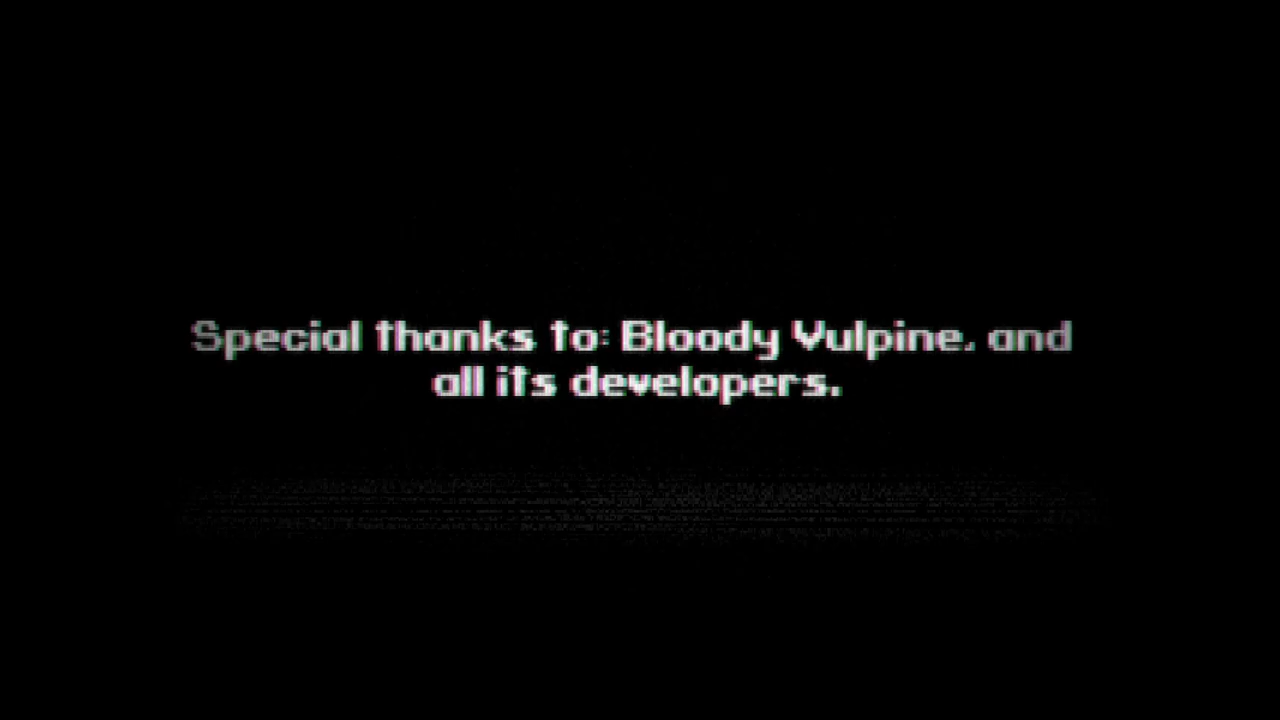 Special thanks to: Bloody Vulpine, and
all its developers.